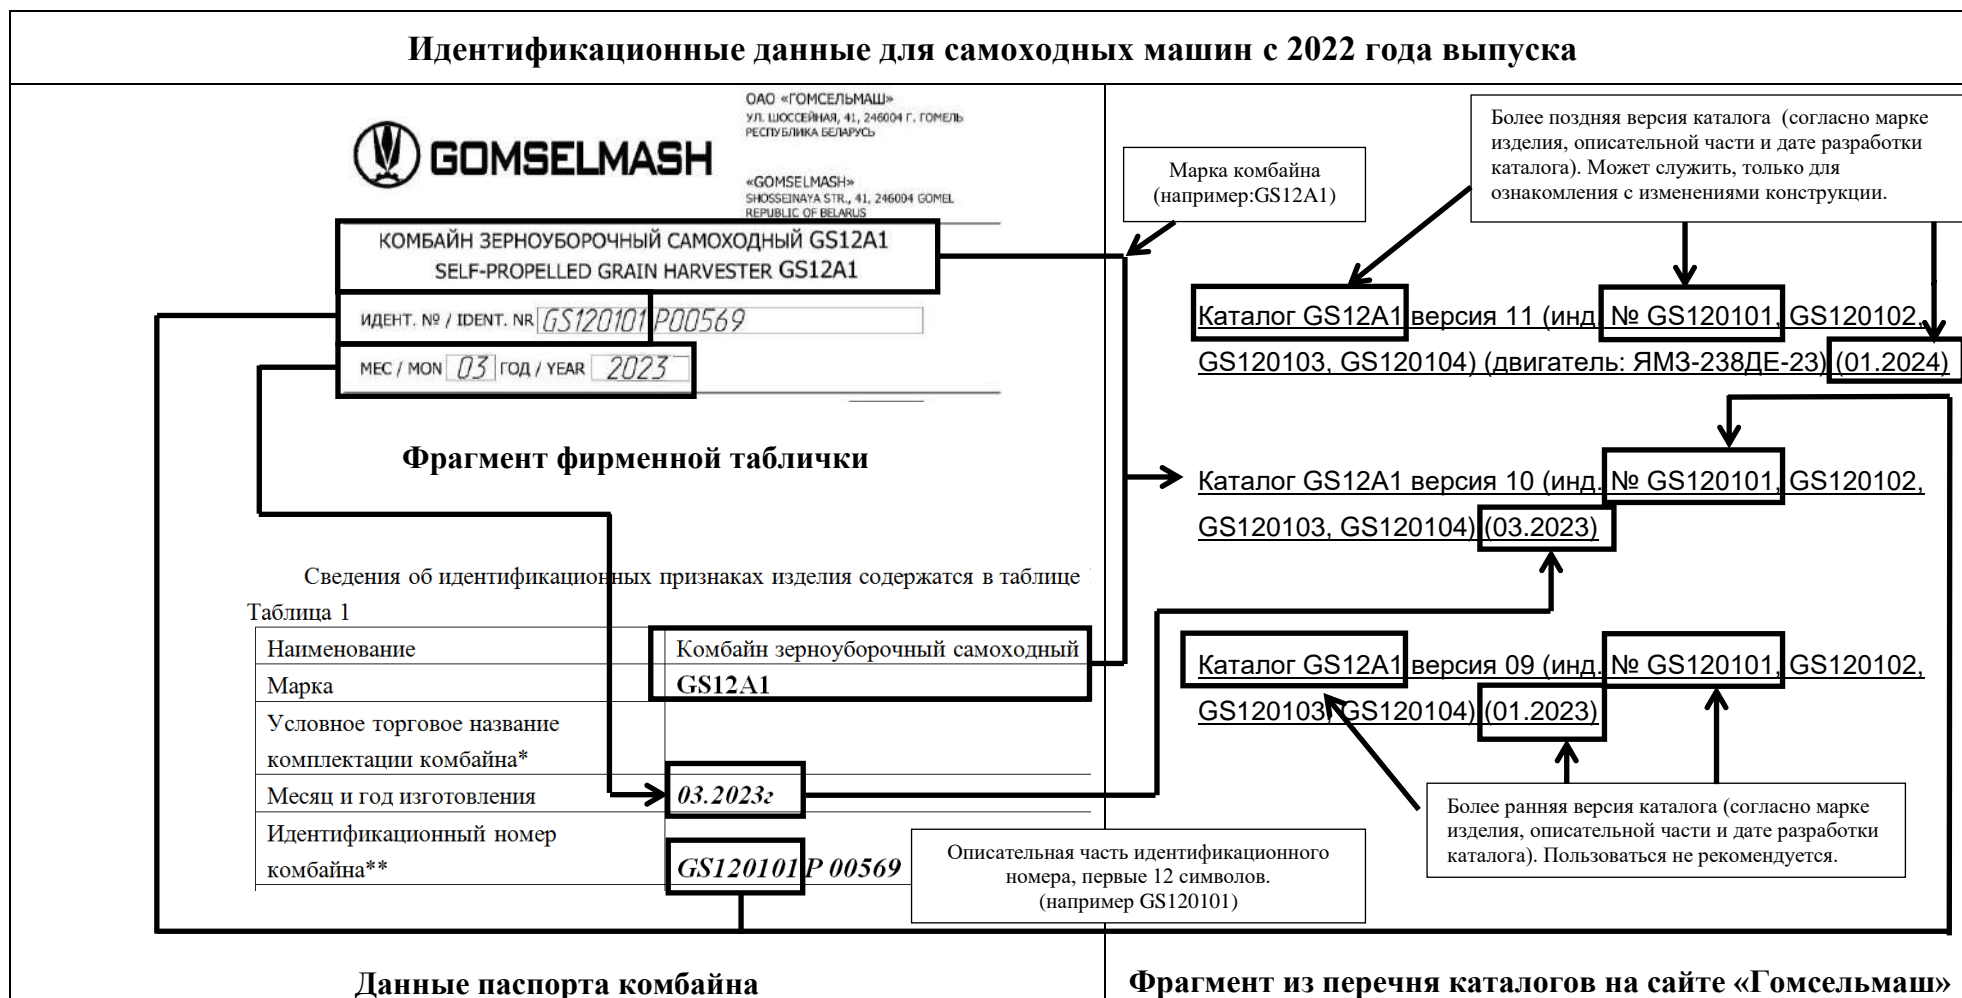 Идентификационные данные для самоходных машин с 2022 года выпуска
ОАО «ГОМСЕЛЬМАШ»
УЛ. ШОССЕЙНАЯ, 41, 246004 Г. ГОМЕЛЬ
РЕСПУБЛИКА БЕЛАРУСЬ
GOMSELMASH
«GOMSELMASH»
SHOSSEINAYA STR., 41, 246004 GOMEL
REPUBLIC OF BELARUS
КОМБАЙН ЗЕРНОУБОРОЧНЫЙ САМОХОДНЫЙ GS12A1
SELF-PROPELLED GRAIN HARVESTER GS12A1
ИДЕНТ. № / IDENT. NR GS120101 P00569
МЕС / MON 03 ГОД / YEAR 2023
Фрагмент фирменной таблички
Сведения об идентификационных признаках изделия содержатся в таблице
Таблица 1
Наименование Комбайн зерноуборочный самоходный
Марка GS12A1
Условное торговое название
комплектации комбайна*
Месяц и год изготовления 03.2023г
Идентификационный номер
комбайна** GS120101 P 00569
Данные паспорта комбайна
Марка комбайна
(например:GS12A1)
Более поздняя версия каталога (согласно марке
изделия, описательной части и дате разработки
каталога). Может служить, только для
ознакомления с изменениями конструкции.
Каталог GS12A1 версия 11 (инд. № GS120101, GS120102,
GS120103, GS120104) (двигатель: ЯМЗ-238ДЕ-23) (01.2024)
Каталог GS12A1 версия 10 (инд. № GS120101, GS120102,
GS120103, GS120104) (03.2023)
Каталог GS12A1 версия 09 (инд. № GS120101, GS120102,
GS120103, GS120104) (01.2023)
Более ранняя версия каталога (согласно марке
изделия, описательной части и дате разработки
каталога). Пользоваться не рекомендуется.
Описательная часть идентификационного
номера, первые 12 символов.
(например GS120101)
Фрагмент из перечня каталогов на сайте «Гомсельмаш»